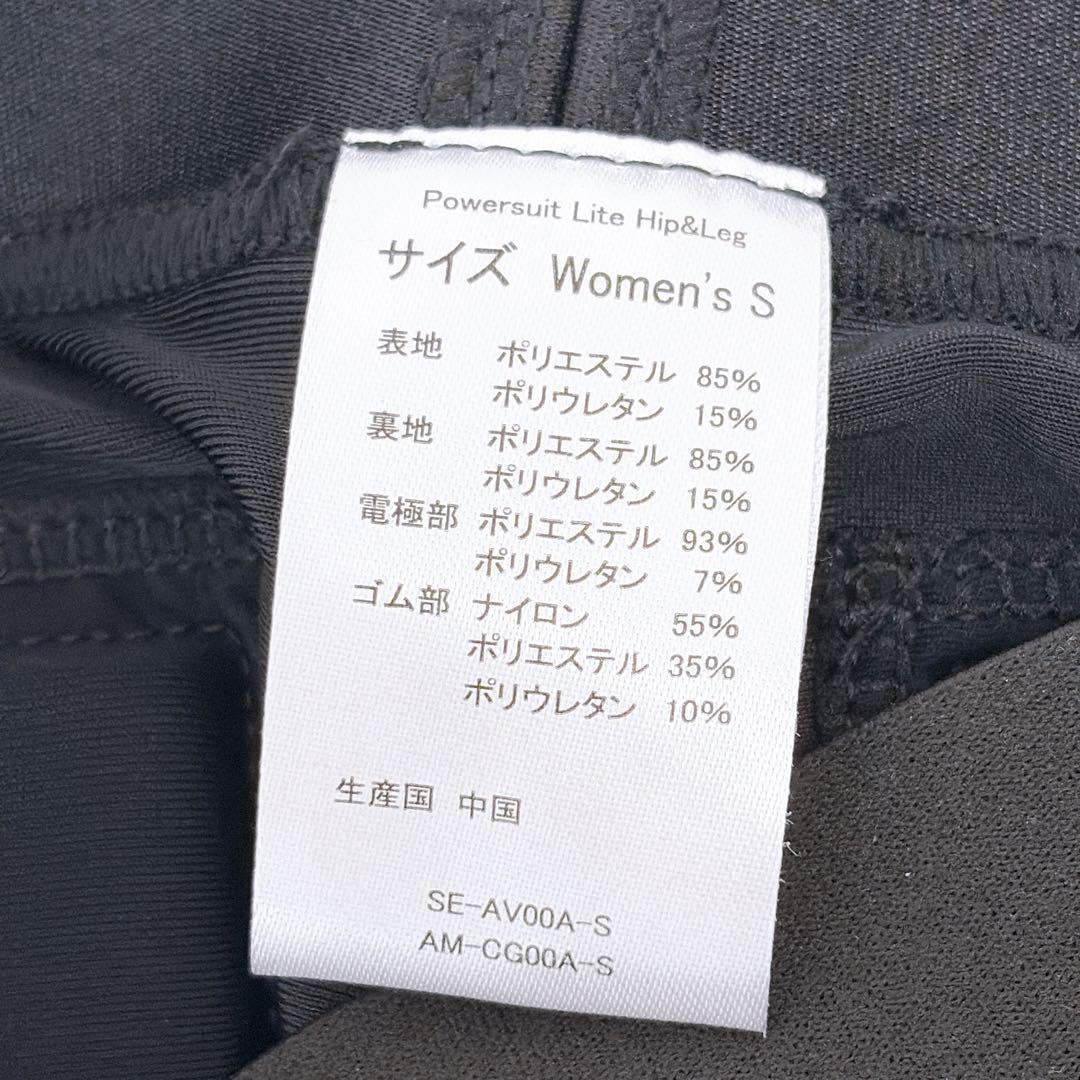 Powersuit Lite Hip&Leg
サイズ Women's S
表地 ポリエステル 85%
ポリウレタン 15%
裏地 ポリエステル 85%
ポリウレタン 15%
電極部 ポリエステル 93%
ポリウレタン 7%
ゴム部 ナイロン 55%
ポリエステル 35%
ポリウレタン 10%
生産国 中国
SE-AV00A-S
AM-CG00A-S